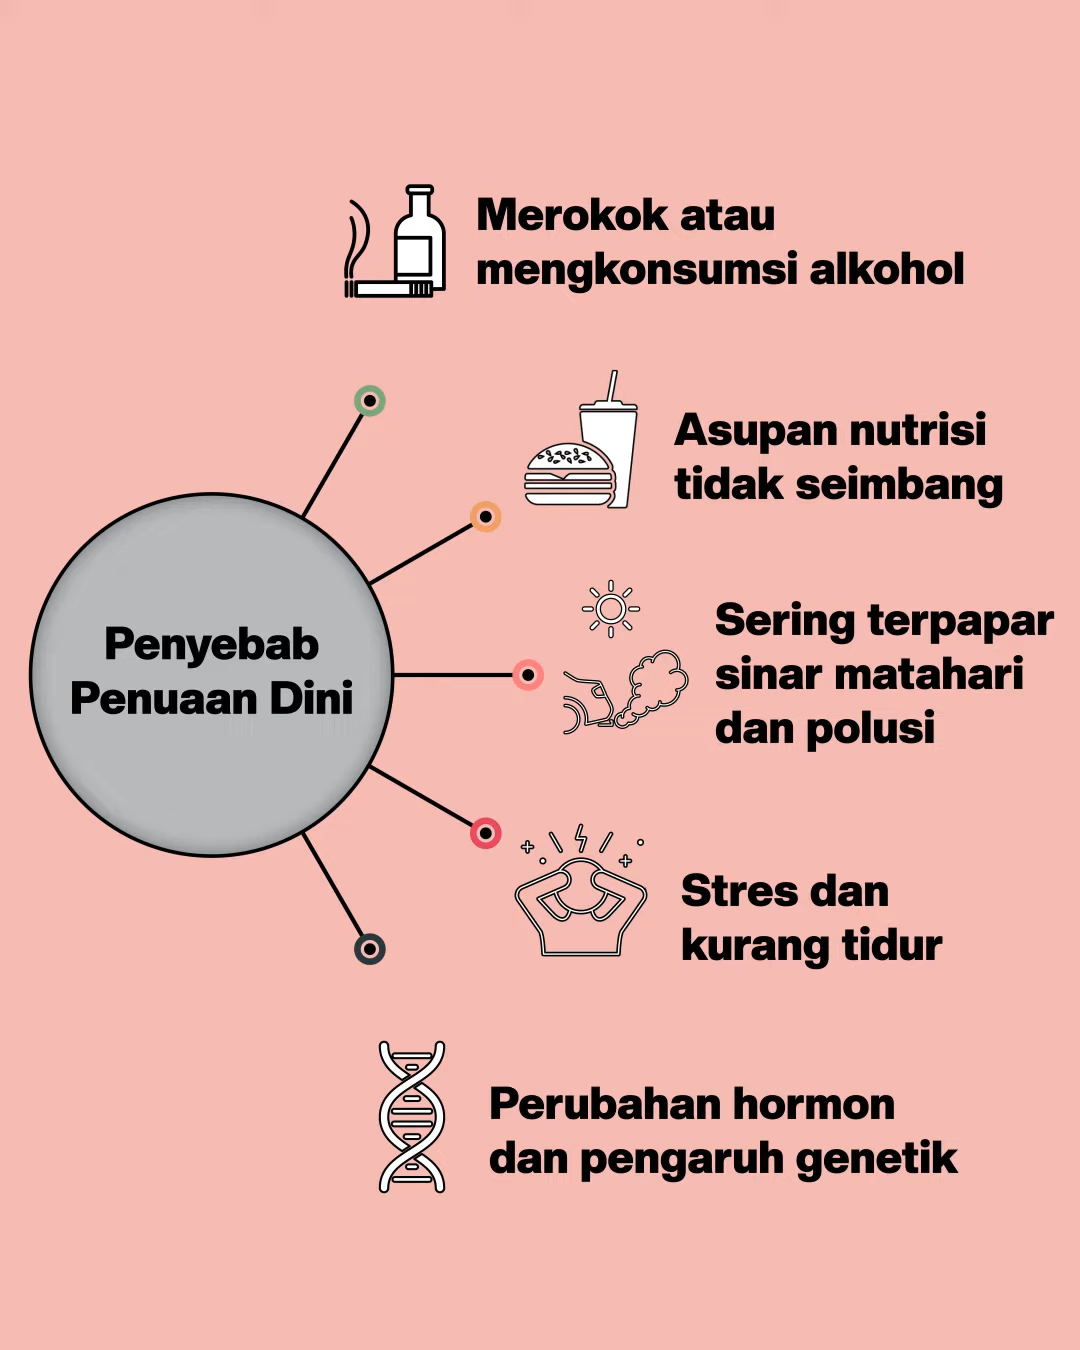 Merokok atau
mengkonsumsi alkohol
Asupan nutrisi
tidak seimbang
Penyebab
Penuaan Dini
Sering terpapar
sinar matahari
dan polusi
Stres dan
kurang tidur
Perubahan hormon
dan pengaruh genetik